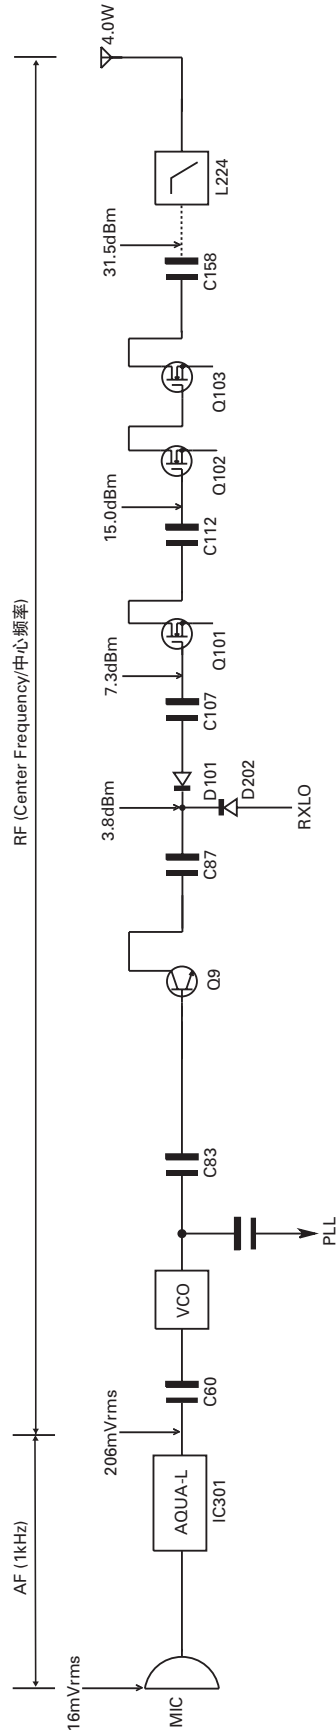 AF (1kHz)
RF (Center Frequency/中心频率)
16mVrms
206mVrms
3.8dBm
7.3dBm
15.0dBm
31.5dBm
4.0W
MIC
AQUA-L
IC301
C60
VCO
PLL
C83
Q9
C87
D101
D202
RXLO
C107
Q101
C112
Q102
Q103
C158
L224